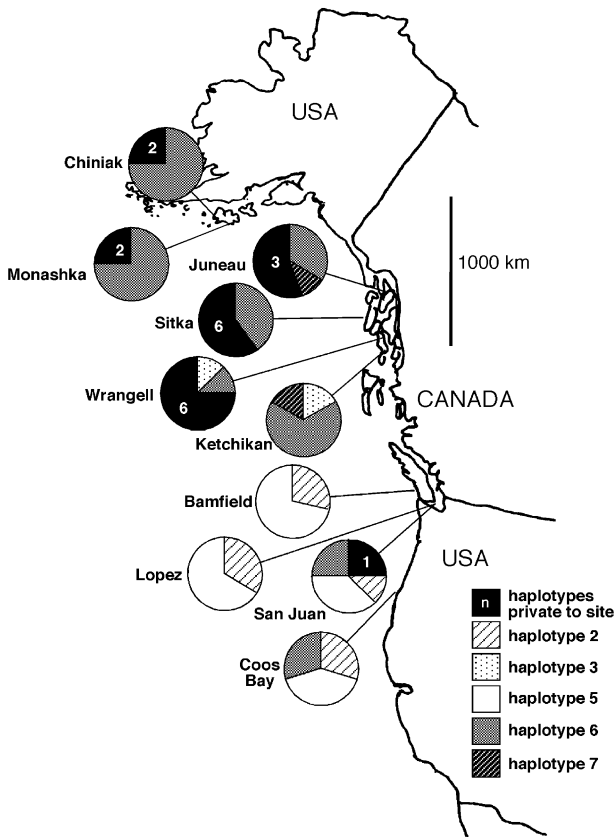 USA
2
Chiniak
2
Monashka
Juneau
3
1000 km
Sitka
6
Wrangell
6
CANADA
Ketchikan
Bamfield
Lopez
1
San Juan
USA
Coos
Bay
n
haplotypes
private to site
haplotype 2
haplotype 3
haplotype 5
haplotype 6
haplotype 7